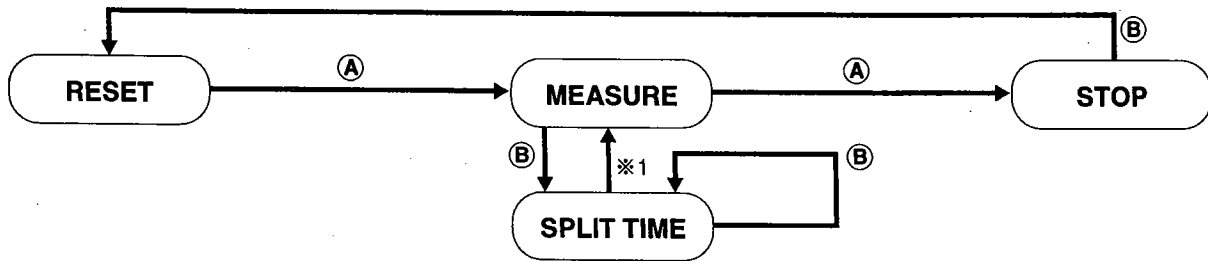 Ⓑ
Ⓐ Ⓐ
RESET MEASURE STOP
Ⓑ ※1 Ⓑ
SPLIT TIME